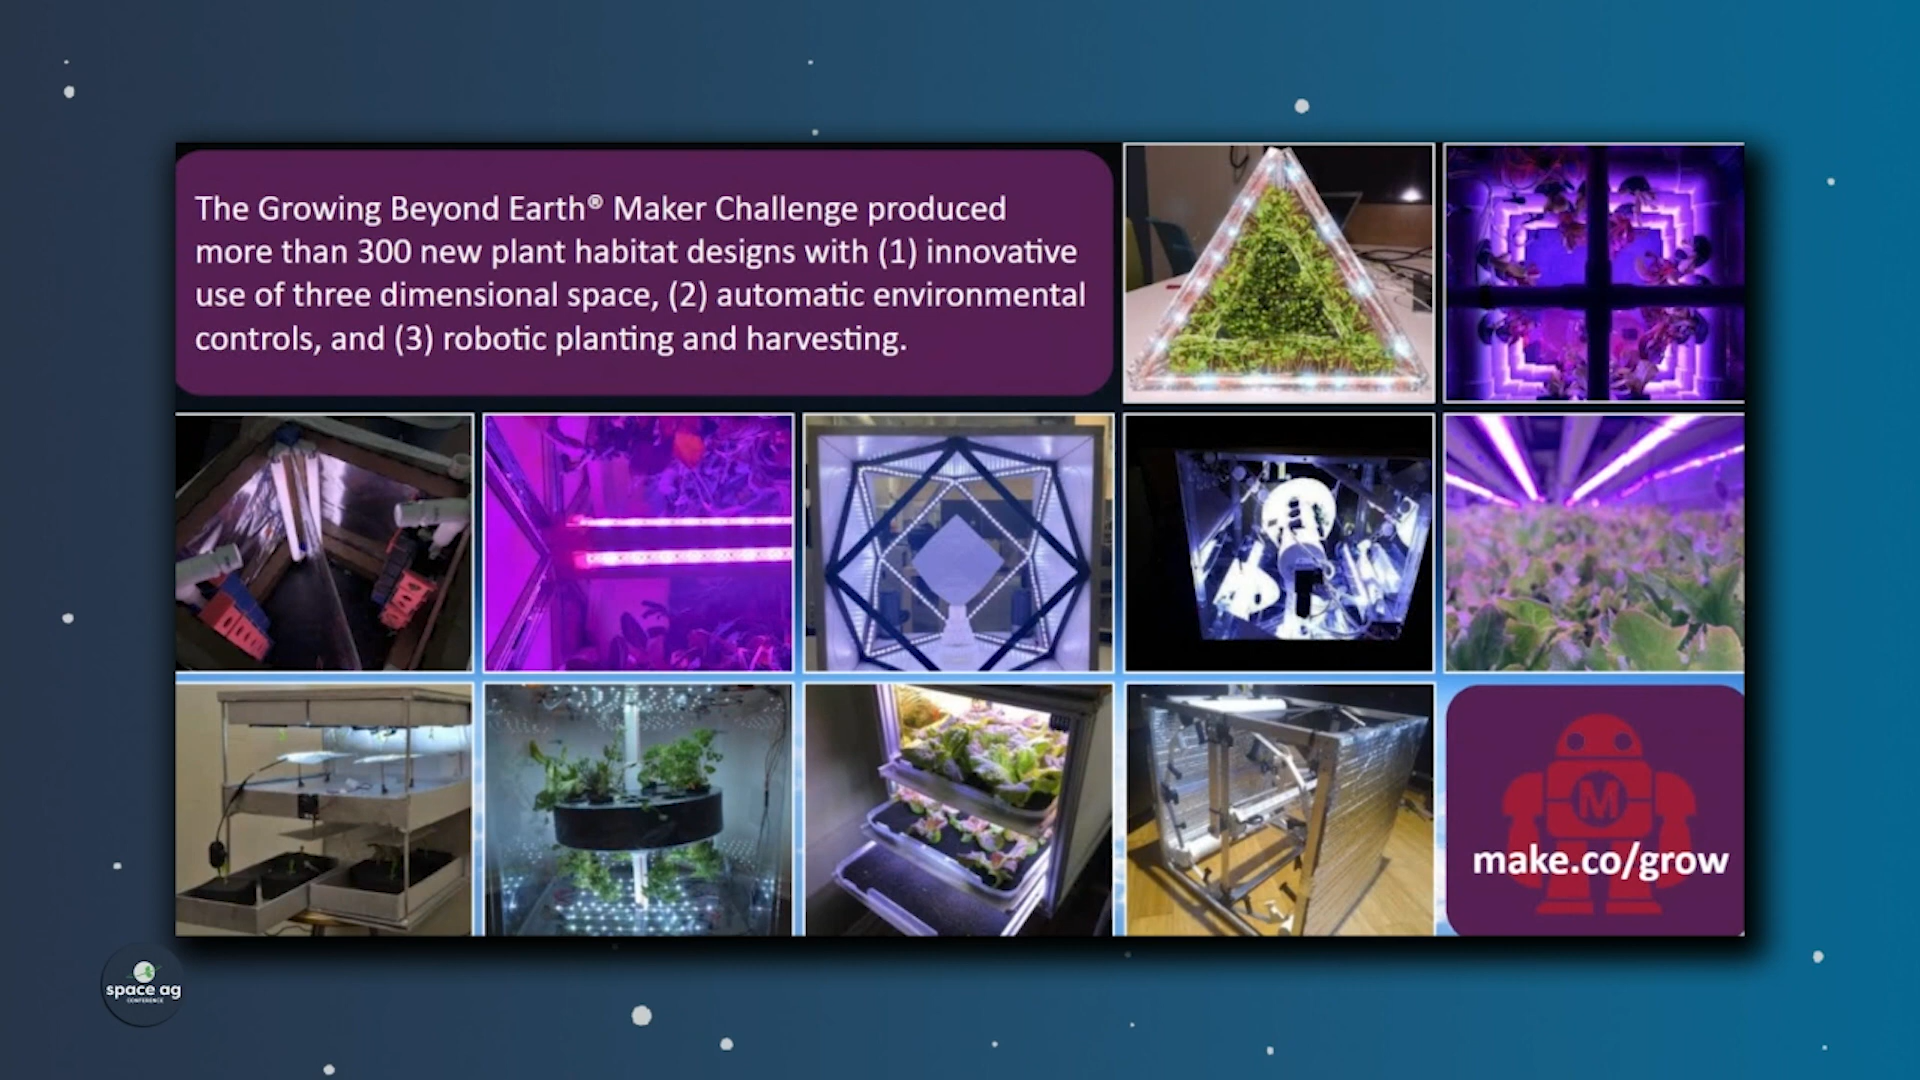 The Growing Beyond Earth® Maker Challenge produced
more than 300 new plant habitat designs with (1) innovative
use of three dimensional space, (2) automatic environmental
controls, and (3) robotic planting and harvesting.
M
make.co/grow
space ag
CONFERENCE